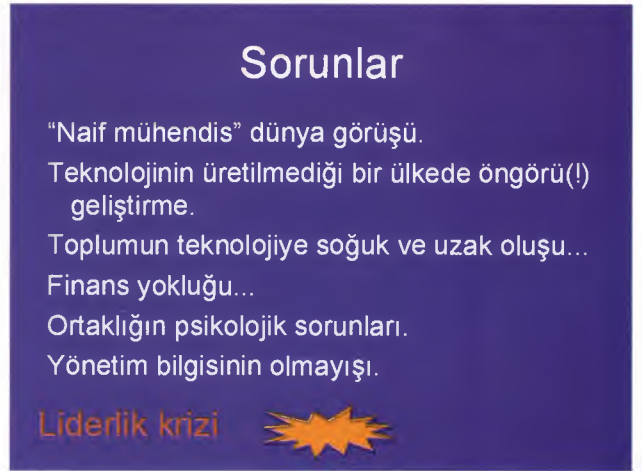 Sorunlar
“Naif mühendis” dünya görüşü.
Teknolojinin üretilmediği bir ülkede öngörü(!)
geliştirme.
Toplumun teknolojiye soğuk ve uzak oluşu...
Finans yokluğu...
Ortaklığın psikolojik sorunları.
Yönetim bilgisinin olmayışı.
Liderlik krizi